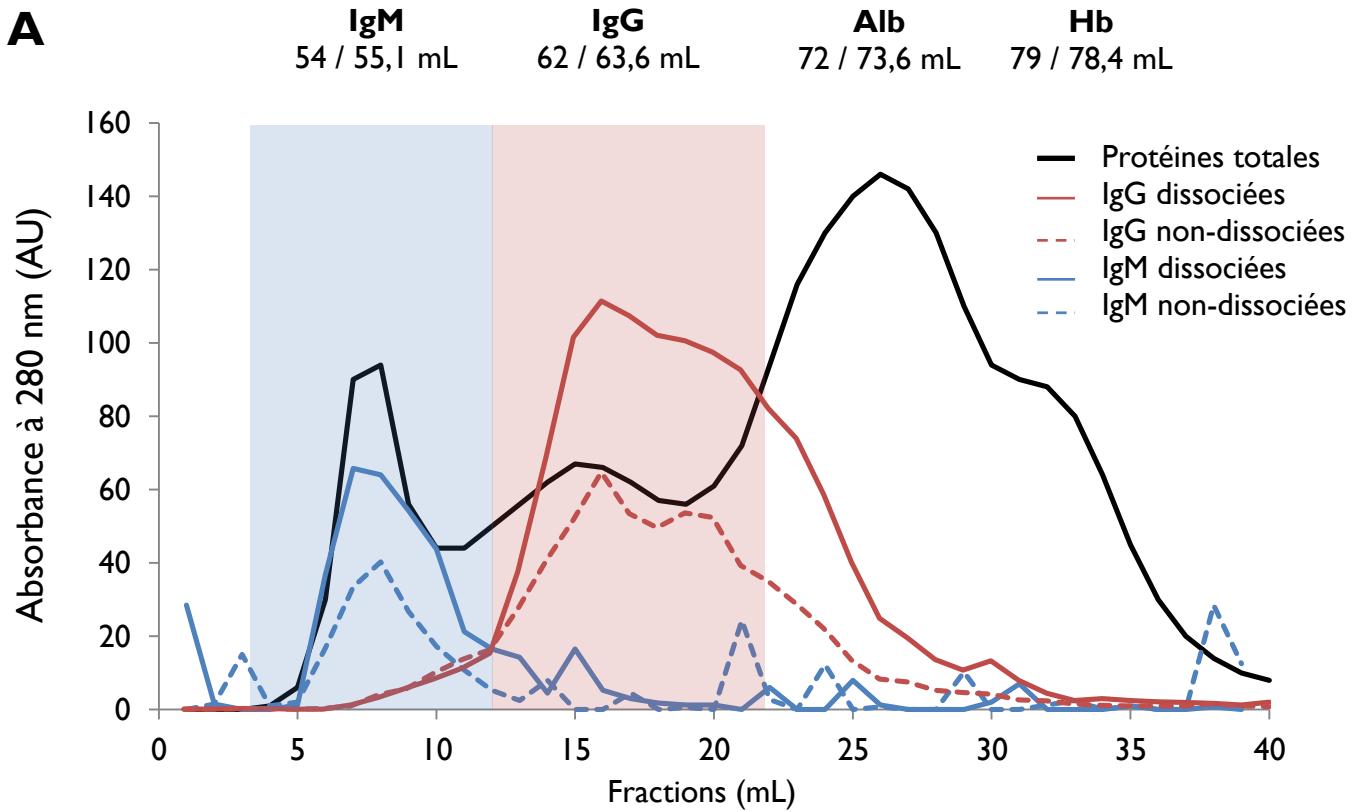 A
IgM IgG Alb Hb
54 / 55,1 mL 62 / 63,6 mL 72 / 73,6 mL 79 / 78,4 mL
Absorbance à 280 nm (AU)
160
140
120
100
80
60
40
20
0
Protéines totales
IgG dissociées
IgG non-dissociées
IgM dissociées
IgM non-dissociées
0 5 10 15 20 25 30 35 40
Fractions (mL)